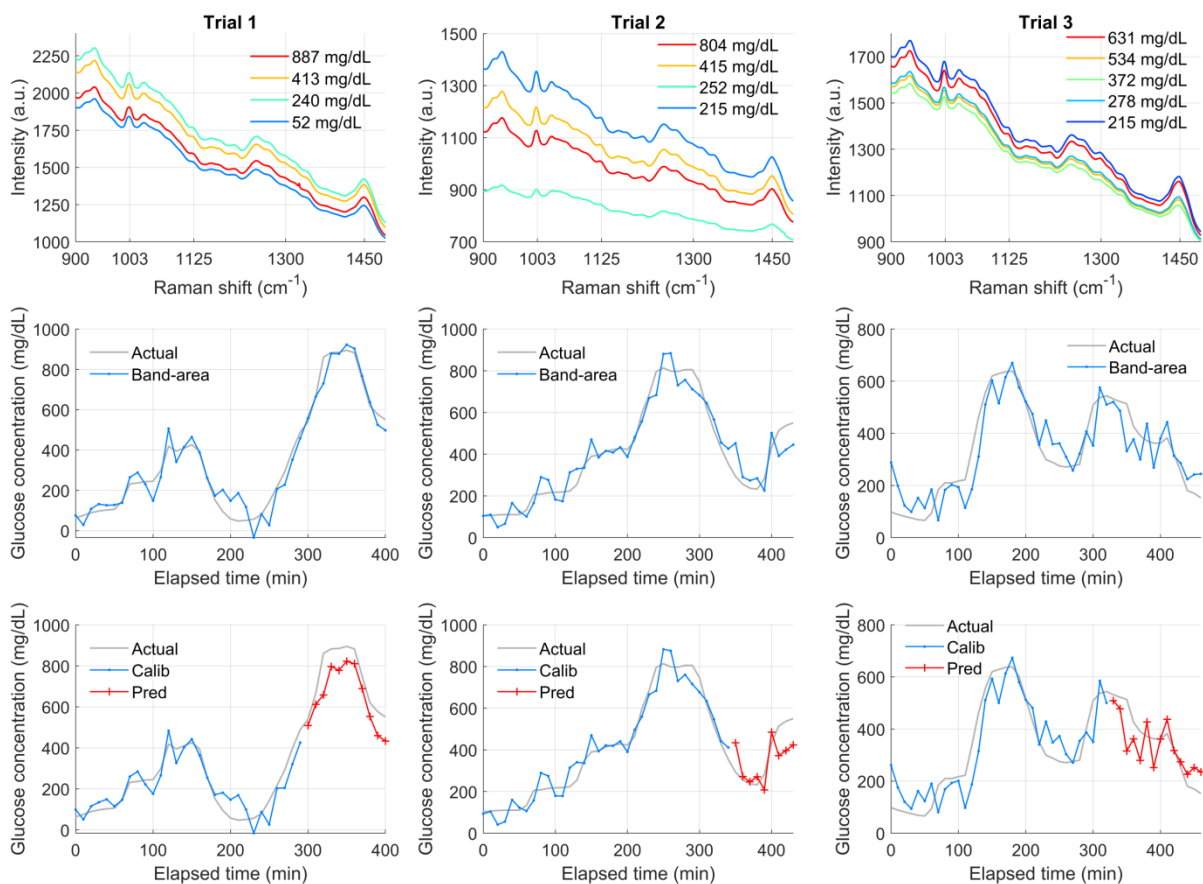 Trial 1
Intensity (a.u.)
2250
2000
1750
1500
1250
1000
887 mg/dL
413 mg/dL
240 mg/dL
52 mg/dL
900 1003 1125 1300 1450
Raman shift (cm⁻¹)
Trial 2
Intensity (a.u.)
1500
1300
1100
900
700
804 mg/dL
415 mg/dL
252 mg/dL
215 mg/dL
900 1003 1125 1300 1450
Raman shift (cm⁻¹)
Trial 3
Intensity (a.u.)
1700
1500
1300
1100
900
631 mg/dL
534 mg/dL
372 mg/dL
278 mg/dL
215 mg/dL
900 1003 1125 1300 1450
Raman shift (cm⁻¹)
Glucose concentration (mg/dL)
1000
800
600
400
200
0
Actual
Band-area
0 100 200 300 400
Elapsed time (min)
Glucose concentration (mg/dL)
1000
800
600
400
200
0
Actual
Band-area
0 100 200 300 400
Elapsed time (min)
Glucose concentration (mg/dL)
800
600
400
200
0
Actual
Band-area
0 100 200 300 400
Elapsed time (min)
Glucose concentration (mg/dL)
1000
800
600
400
200
0
Actual
Calib
Pred
0 100 200 300 400
Elapsed time (min)
Glucose concentration (mg/dL)
1000
800
600
400
200
0
Actual
Calib
Pred
0 100 200 300 400
Elapsed time (min)
Glucose concentration (mg/dL)
800
600
400
200
0
Actual
Calib
Pred
0 100 200 300 400
Elapsed time (min)